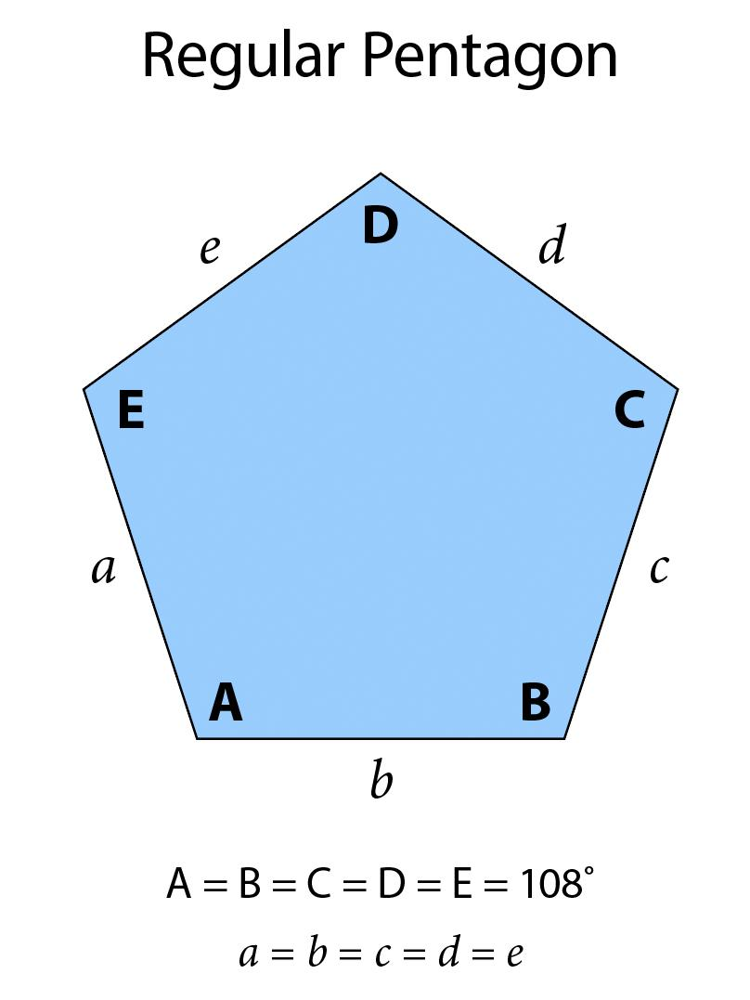 Regular Pentagon
D
e
d
E
C
a
c
A
B
b
A = B = C = D = E = 108°
a = b = c = d = e